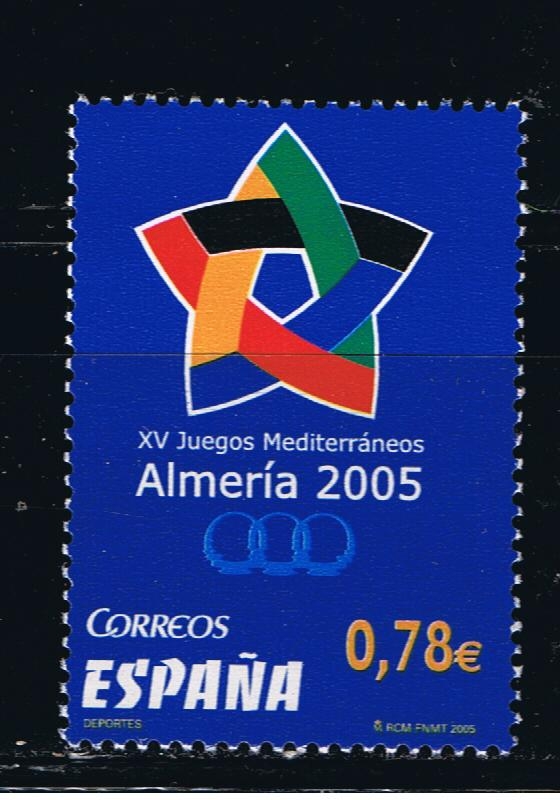 XV Juegos Mediterráneos
Almería 2005
CORREOS
0,78€
ESPAÑA
DEPORTES
RCM FNMT 2005